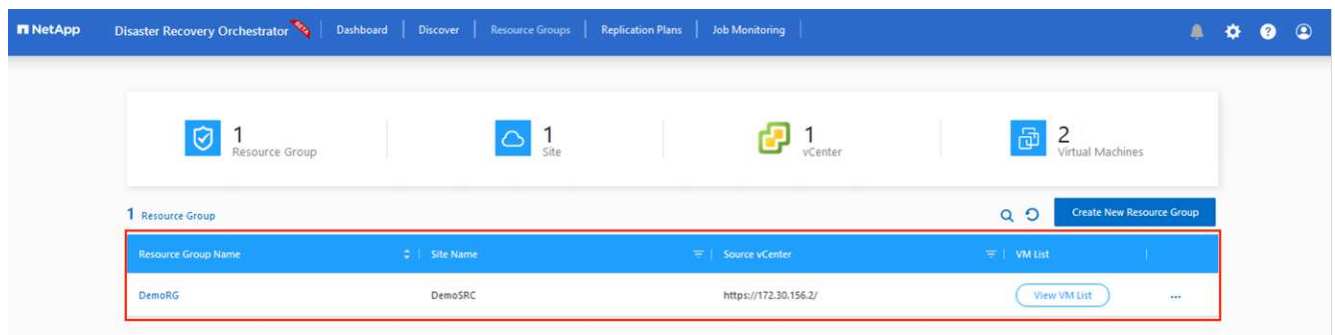 NetApp Disaster Recovery Orchestrator Dashboard Discover Resource Groups Replication Plans Job Monitoring ?
1 1 1 2
Resource Group Site vCenter Virtual Machines
1 Resource Group Create New Resource Group
Resource Group Name Site Name Source vCenter VM List
DemoRG DemoSRC https://172.30.156.2/ View VM List ...